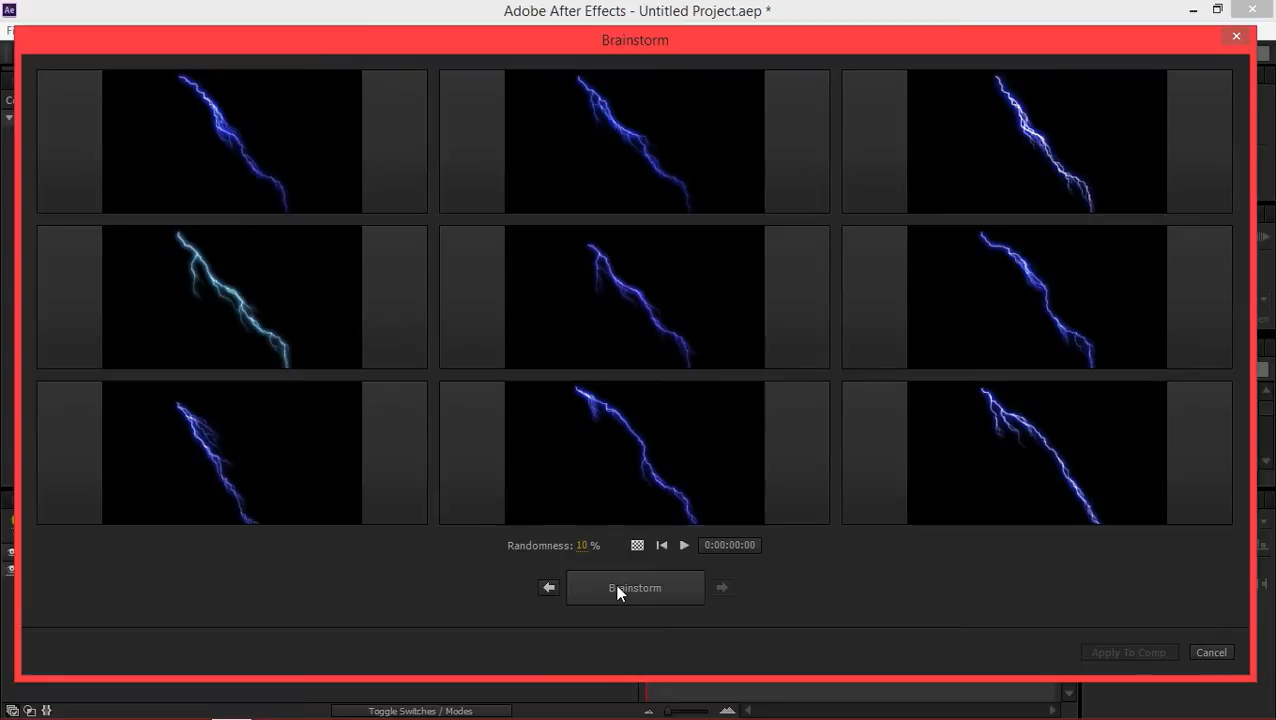 Ae
Adobe After Effects - Untitled Project.aep *
Brainstorm
Randomness: 10 %
0:00:00:00
Brainstorm
Apply To Comp
Cancel
Toggle Switches / Modes